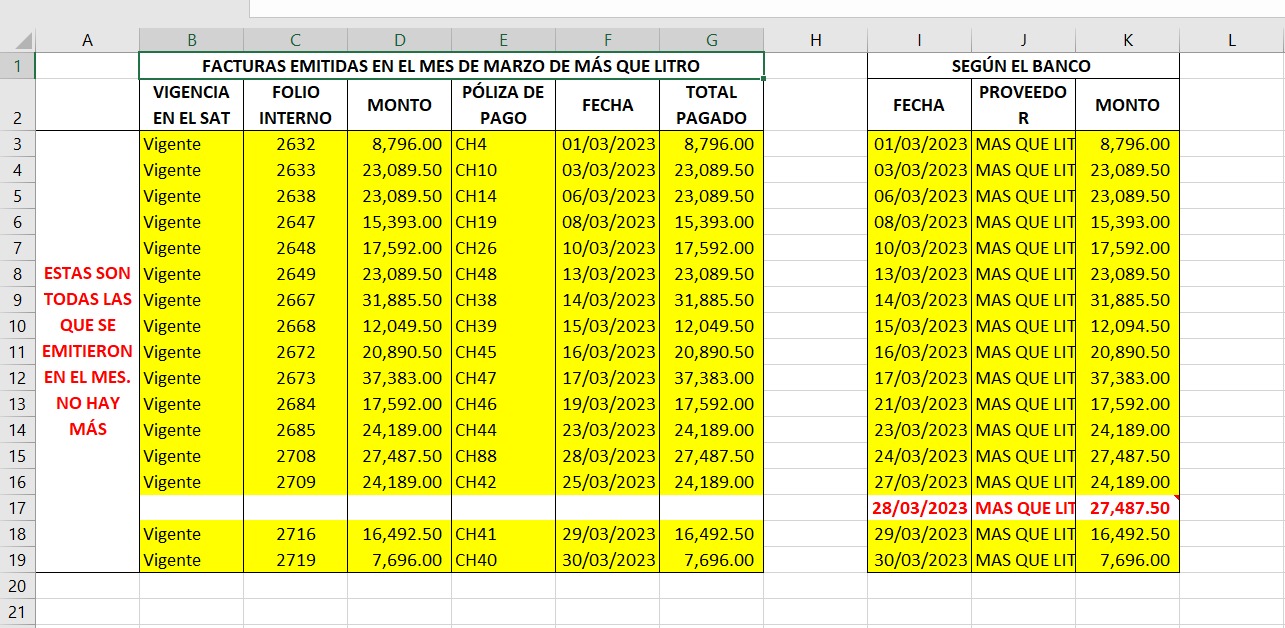 A B C D E F G H I J K L
1 FACTURAS EMITIDAS EN EL MES DE MARZO DE MÁS QUE LITRO SEGÚN EL BANCO
VIGENCIA FOLIO MONTO PÓLIZA DE FECHA TOTAL FECHA PROVEEDO MONTO
2 EN EL SAT INTERNO PAGO PAGADO R
3 Vigente 2632 8,796.00 CH4 01/03/2023 8,796.00 01/03/2023 MAS QUE LIT 8,796.00
4 Vigente 2633 23,089.50 CH10 03/03/2023 23,089.50 03/03/2023 MAS QUE LIT 23,089.50
5 Vigente 2638 23,089.50 CH14 06/03/2023 23,089.50 06/03/2023 MAS QUE LIT 23,089.50
6 Vigente 2647 15,393.00 CH19 08/03/2023 15,393.00 08/03/2023 MAS QUE LIT 15,393.00
7 Vigente 2648 17,592.00 CH26 10/03/2023 17,592.00 10/03/2023 MAS QUE LIT 17,592.00
8 ESTAS SON Vigente 2649 23,089.50 CH48 13/03/2023 23,089.50 13/03/2023 MAS QUE LIT 23,089.50
9 TODAS LAS Vigente 2667 31,885.50 CH38 14/03/2023 31,885.50 14/03/2023 MAS QUE LIT 31,885.50
10 QUE SE Vigente 2668 12,049.50 CH39 15/03/2023 12,049.50 15/03/2023 MAS QUE LIT 12,094.50
11 EMITIERON Vigente 2672 20,890.50 CH45 16/03/2023 20,890.50 16/03/2023 MAS QUE LIT 20,890.50
12 EN EL MES. Vigente 2673 37,383.00 CH47 17/03/2023 37,383.00 17/03/2023 MAS QUE LIT 37,383.00
13 NO HAY Vigente 2684 17,592.00 CH46 19/03/2023 17,592.00 21/03/2023 MAS QUE LIT 17,592.00
14 MÁS Vigente 2685 24,189.00 CH44 23/03/2023 24,189.00 23/03/2023 MAS QUE LIT 24,189.00
15 Vigente 2708 27,487.50 CH88 28/03/2023 27,487.50 24/03/2023 MAS QUE LIT 27,487.50
16 Vigente 2709 24,189.00 CH42 25/03/2023 24,189.00 27/03/2023 MAS QUE LIT 24,189.00
17 28/03/2023 MAS QUE LIT 27,487.50
18 Vigente 2716 16,492.50 CH41 29/03/2023 16,492.50 29/03/2023 MAS QUE LIT 16,492.50
19 Vigente 2719 7,696.00 CH40 30/03/2023 7,696.00 30/03/2023 MAS QUE LIT 7,696.00
20
21